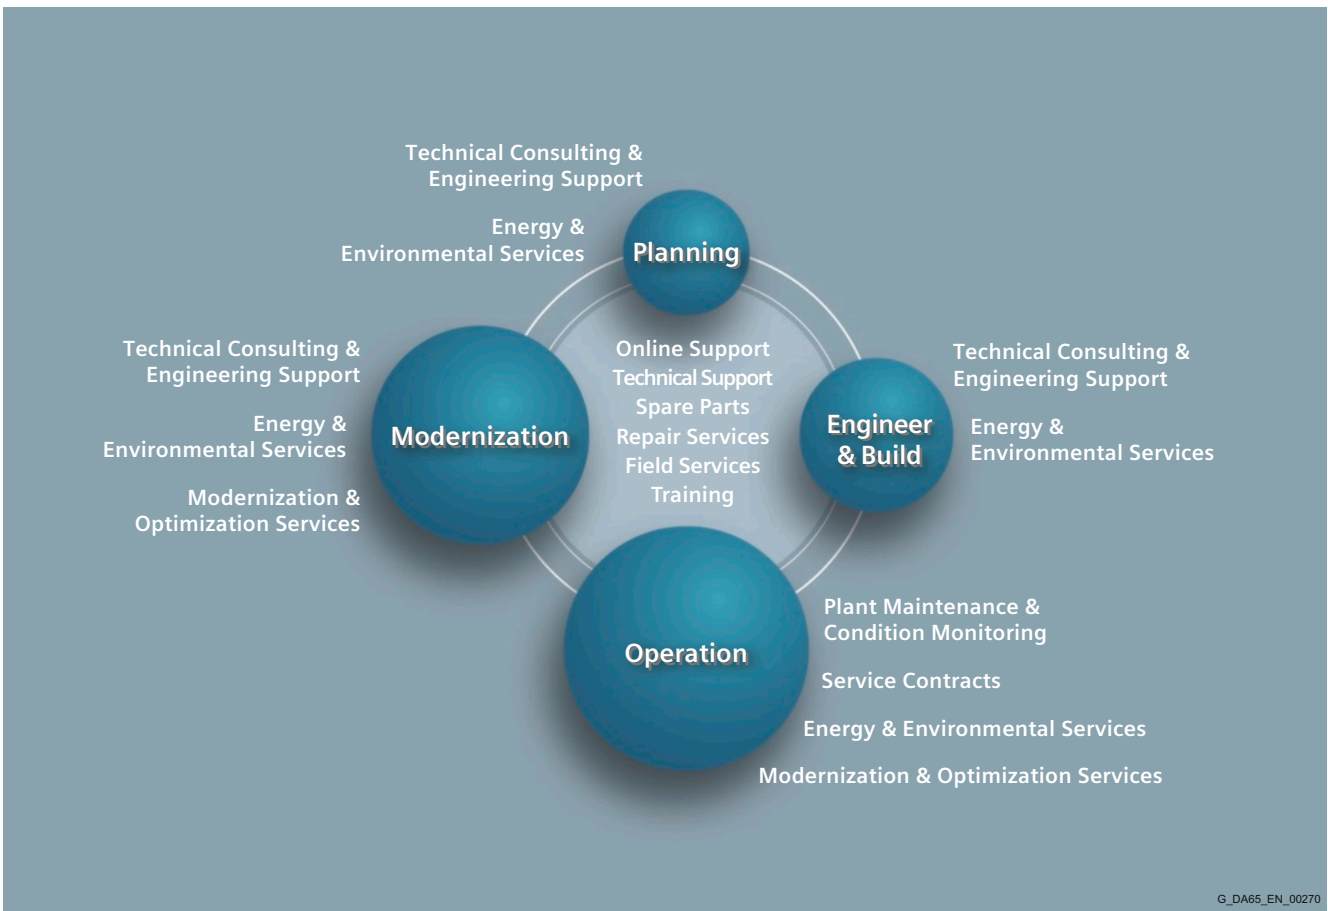 Technical Consulting &
Engineering Support
Energy &
Environmental Services
Planning
Technical Consulting &
Engineering Support
Energy &
Environmental Services
Modernization &
Optimization Services
Modernization
Online Support
Technical Support
Spare Parts
Repair Services
Field Services
Training
Engineer
& Build
Technical Consulting &
Engineering Support
Energy &
Environmental Services
Operation
Plant Maintenance &
Condition Monitoring
Service Contracts
Energy & Environmental Services
Modernization & Optimization Services
G_DA65_EN_00270